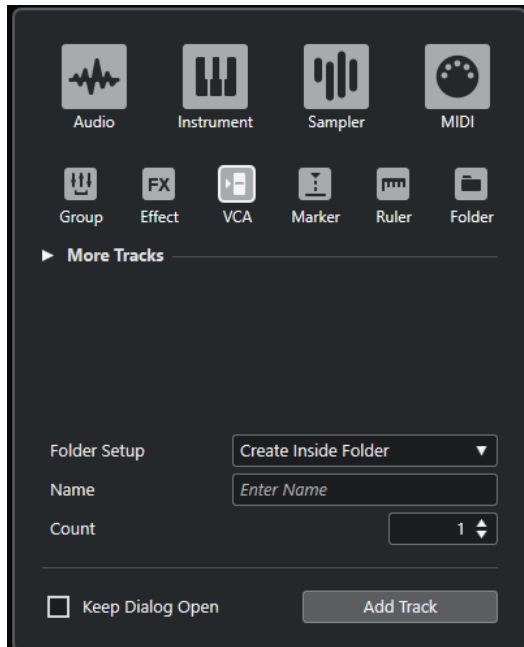 Audio Instrument Sampler MIDI
FX
Group Effect VCA Marker Ruler Folder
More Tracks
Folder Setup Create Inside Folder
Name Enter Name
Count 1
Keep Dialog Open Add Track